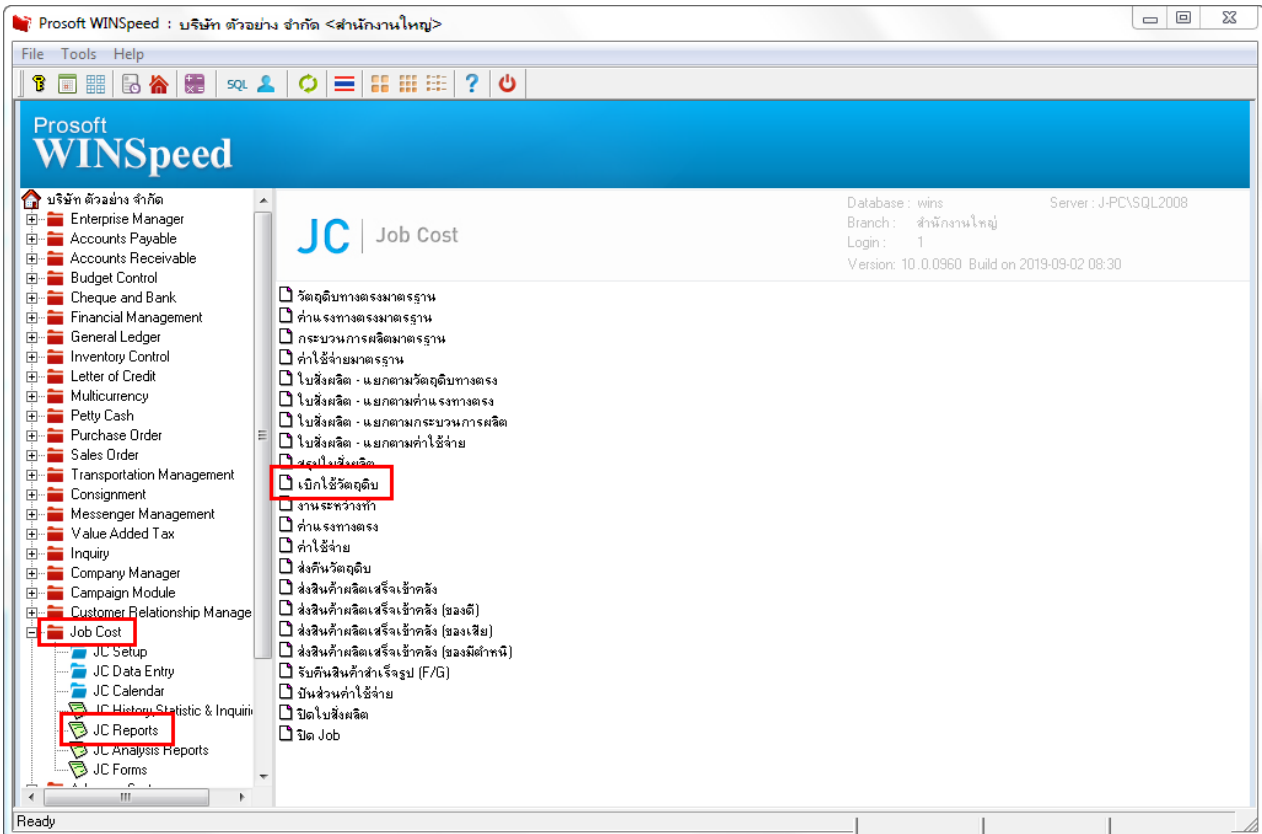 Prosoft WINSpeed : บริษัท ตัวอย่าง จำกัด <สำนักงานใหญ่>
File Tools Help
SQL
Prosoft
WINSpeed
บริษัท ตัวอย่าง จำกัด
Enterprise Manager
Accounts Payable
Accounts Receivable
Budget Control
Cheque and Bank
Financial Management
General Ledger
Inventory Control
Letter of Credit
Multicurrency
Petty Cash
Purchase Order
Sales Order
Transportation Management
Consignment
Messenger Management
Value Added Tax
Inquiry
Company Manager
Campaign Module
Customer Relationship Manage
Job Cost
JC Setup
JC Data Entry
JC Calendar
JC History, Statistic & Inquirie
JC Reports
JC Analysis Reports
JC Forms
JC Job Cost
Database : wins Server : J-PC\SQL2008
Branch : สำนักงานใหญ่
Login : 1
Version: 10.0.0960 Build on 2019-09-02 08:30
วัตถุดิบทางตรงมาตรฐาน
ค่าแรงทางตรงมาตรฐาน
กระบวนการผลิตมาตรฐาน
ค่าใช้จ่ายมาตรฐาน
ใบสั่งผลิต - แยกตามวัตถุดิบทางตรง
ใบสั่งผลิต - แยกตามค่าแรงทางตรง
ใบสั่งผลิต - แยกตามกระบวนการผลิต
ใบสั่งผลิต - แยกตามค่าใช้จ่าย
สรุปใบสั่งผลิต
เบิกใช้วัตถุดิบ
งานระหว่างทำ
ค่าแรงทางตรง
ค่าใช้จ่าย
ส่งคืนวัตถุดิบ
ส่งสินค้าผลิตเสร็จเข้าคลัง
ส่งสินค้าผลิตเสร็จเข้าคลัง (ของดี)
ส่งสินค้าผลิตเสร็จเข้าคลัง (ของเสีย)
ส่งสินค้าผลิตเสร็จเข้าคลัง (ของมีตำหนิ)
รับคืนสินค้าสำเร็จรูป (F/G)
ปันส่วนค่าใช้จ่าย
ปิดใบสั่งผลิต
ปิด Job
Ready